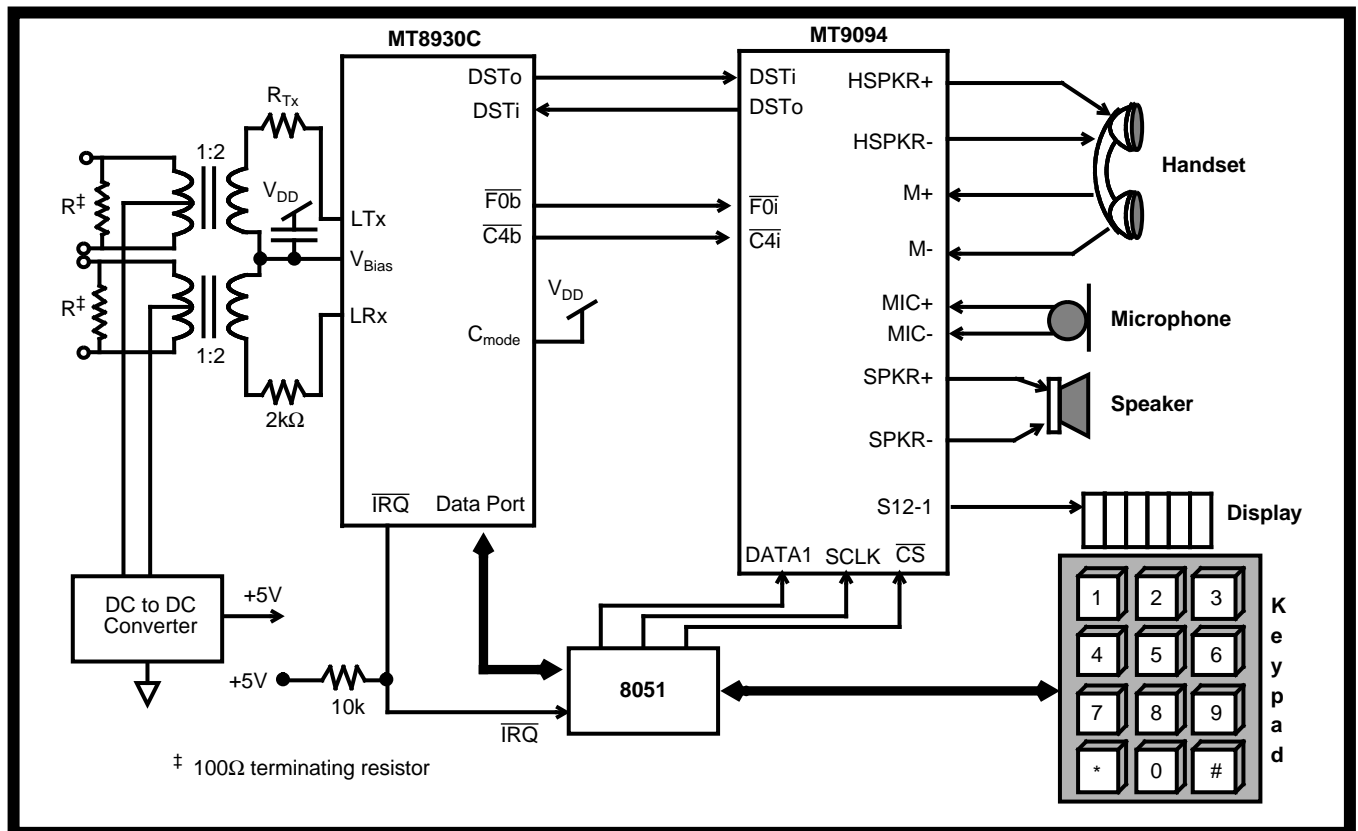 MT8930C
MT9094
DSTo
DSTi
F0b
C4b
LTx
VBias
LRx
Cmode
IRQ
Data Port
RTx
1:2
VDD
R‡
R‡
1:2
2kΩ
VDD
DSTi
DSTo
F0i
C4i
HSPKR+
HSPKR-
M+
M-
MIC+
MIC-
SPKR+
SPKR-
S12-1
DATA1 SCLK CS
Handset
Microphone
Speaker
Display
DC to DC
Converter
+5V
+5V
10k
IRQ
8051
1 2 3
4 5 6
7 8 9
* 0 #
Keypad
‡ 100Ω terminating resistor